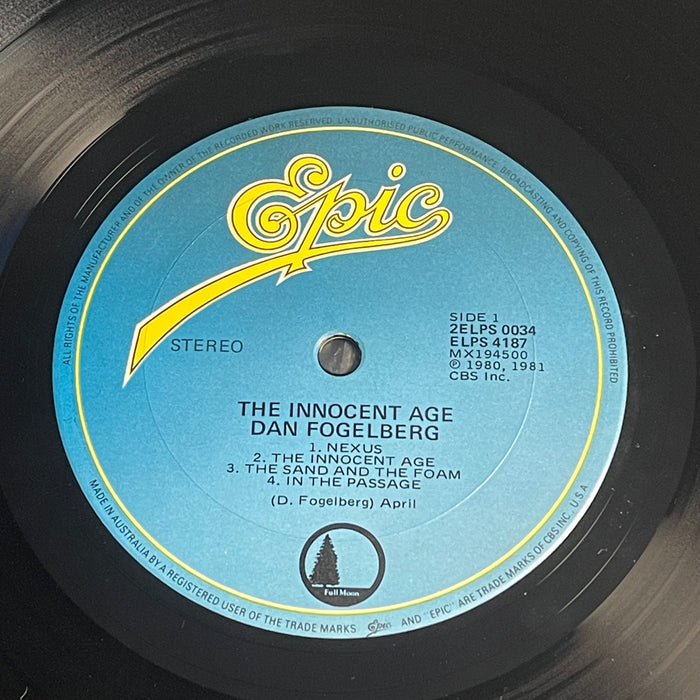 ALL RIGHTS OF THE MANUFACTURER AND OF THE OWNER OF THE RECORDED WORK RESERVED. UNAUTHORISED PUBLIC PERFORMANCE, BROADCASTING AND COPYING OF THIS RECORD PROHIBITED.
Epic
STEREO
SIDE 1
2ELPS 0034
ELPS 4187
MX194500
℗ 1980, 1981
CBS Inc.
THE INNOCENT AGE
DAN FOGELBERG
1. NEXUS
2. THE INNOCENT AGE
3. THE SAND AND THE FOAM
4. IN THE PASSAGE
(D. Fogelberg) April
Full Moon
MADE IN AUSTRALIA BY A REGISTERED USER OF THE TRADE MARKS Epic AND "EPIC" ARE TRADE MARKS OF CBS INC., U.S.A.